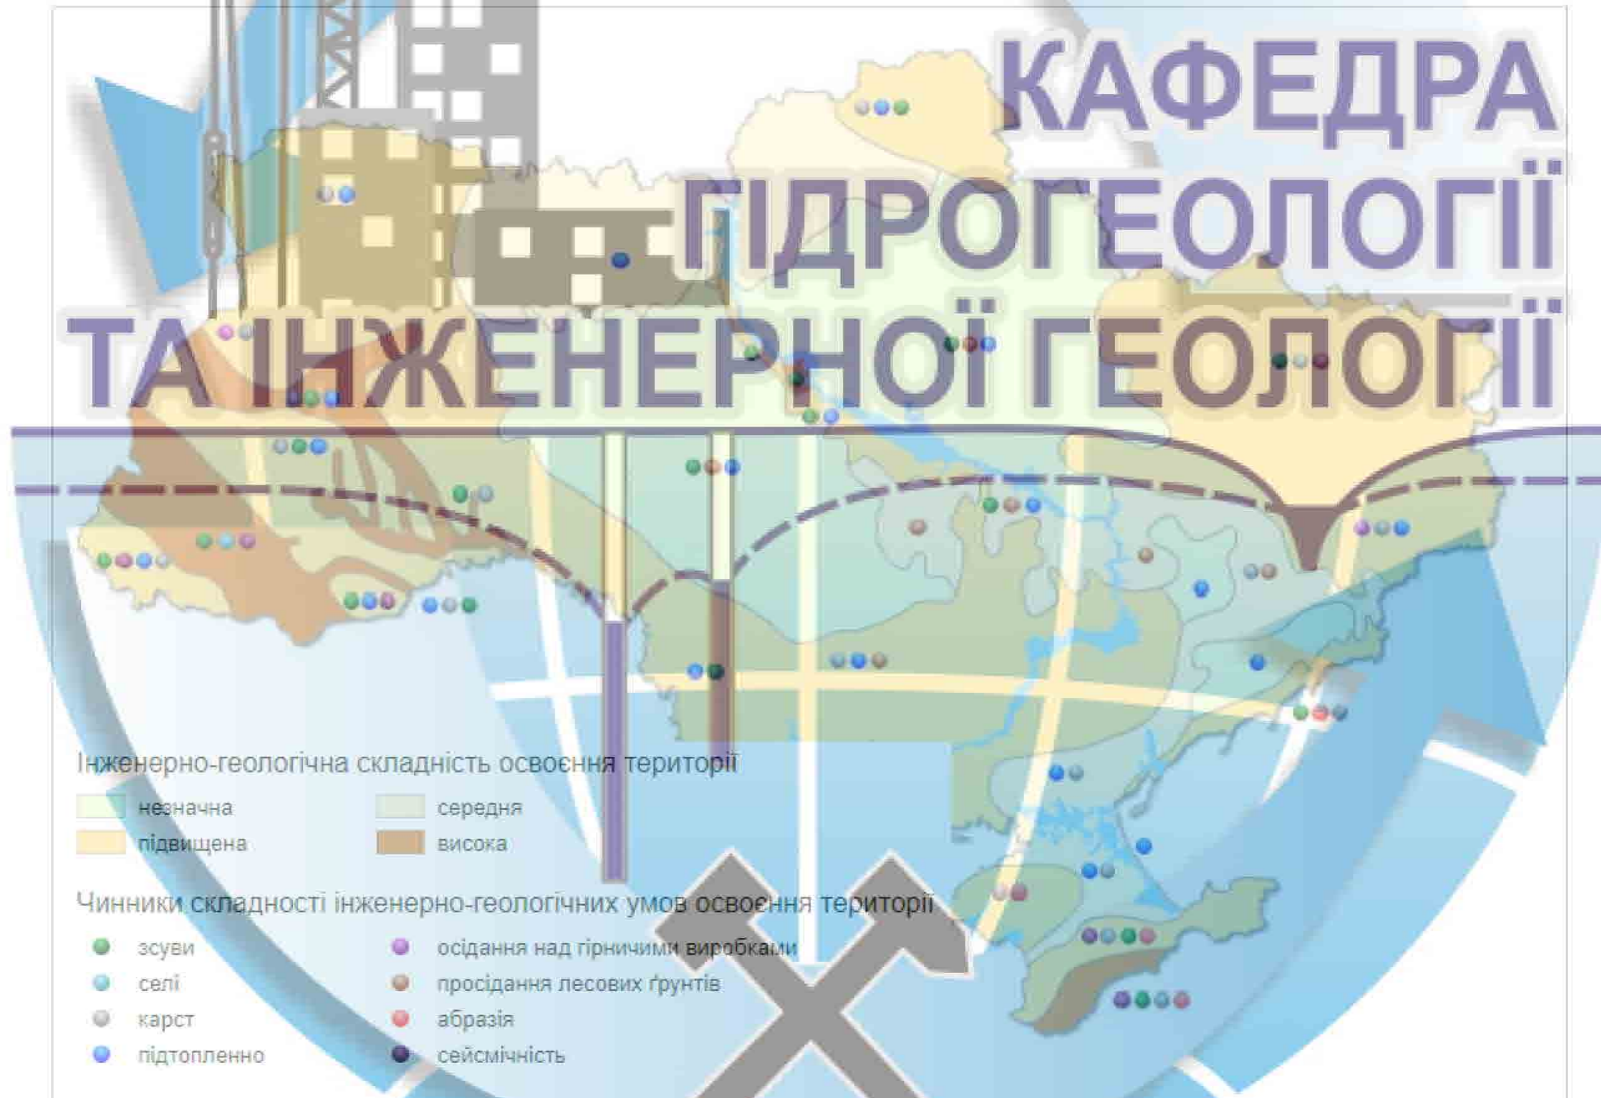 КАФЕДРА
ГІДРОГЕОЛОГІЇ
ТА ІНЖЕНЕРНОЇ ГЕОЛОГІЇ
Інженерно-геологічна складність освоєння території
незначна
середня
підвищена
висока
Чинники складності інженерно-геологічних умов освоєння території
зсуви
осідання над гірничими виробками
селі
просідання лесових ґрунтів
карст
абразія
підтопленно
сейсмічність